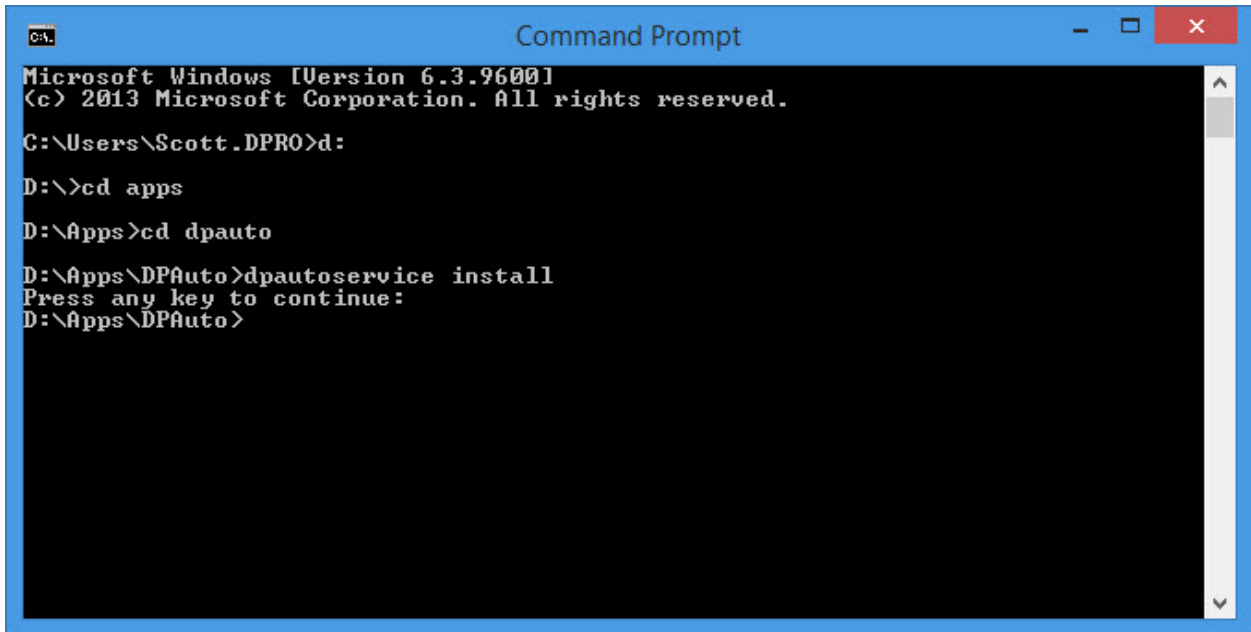 Command Prompt
Microsoft Windows [Version 6.3.9600]
(c) 2013 Microsoft Corporation. All rights reserved.
C:\Users\Scott.DPRO>d:
D:\>cd apps
D:\Apps>cd dpauto
D:\Apps\DPAuto>dpautoservice install
Press any key to continue:
D:\Apps\DPAuto>